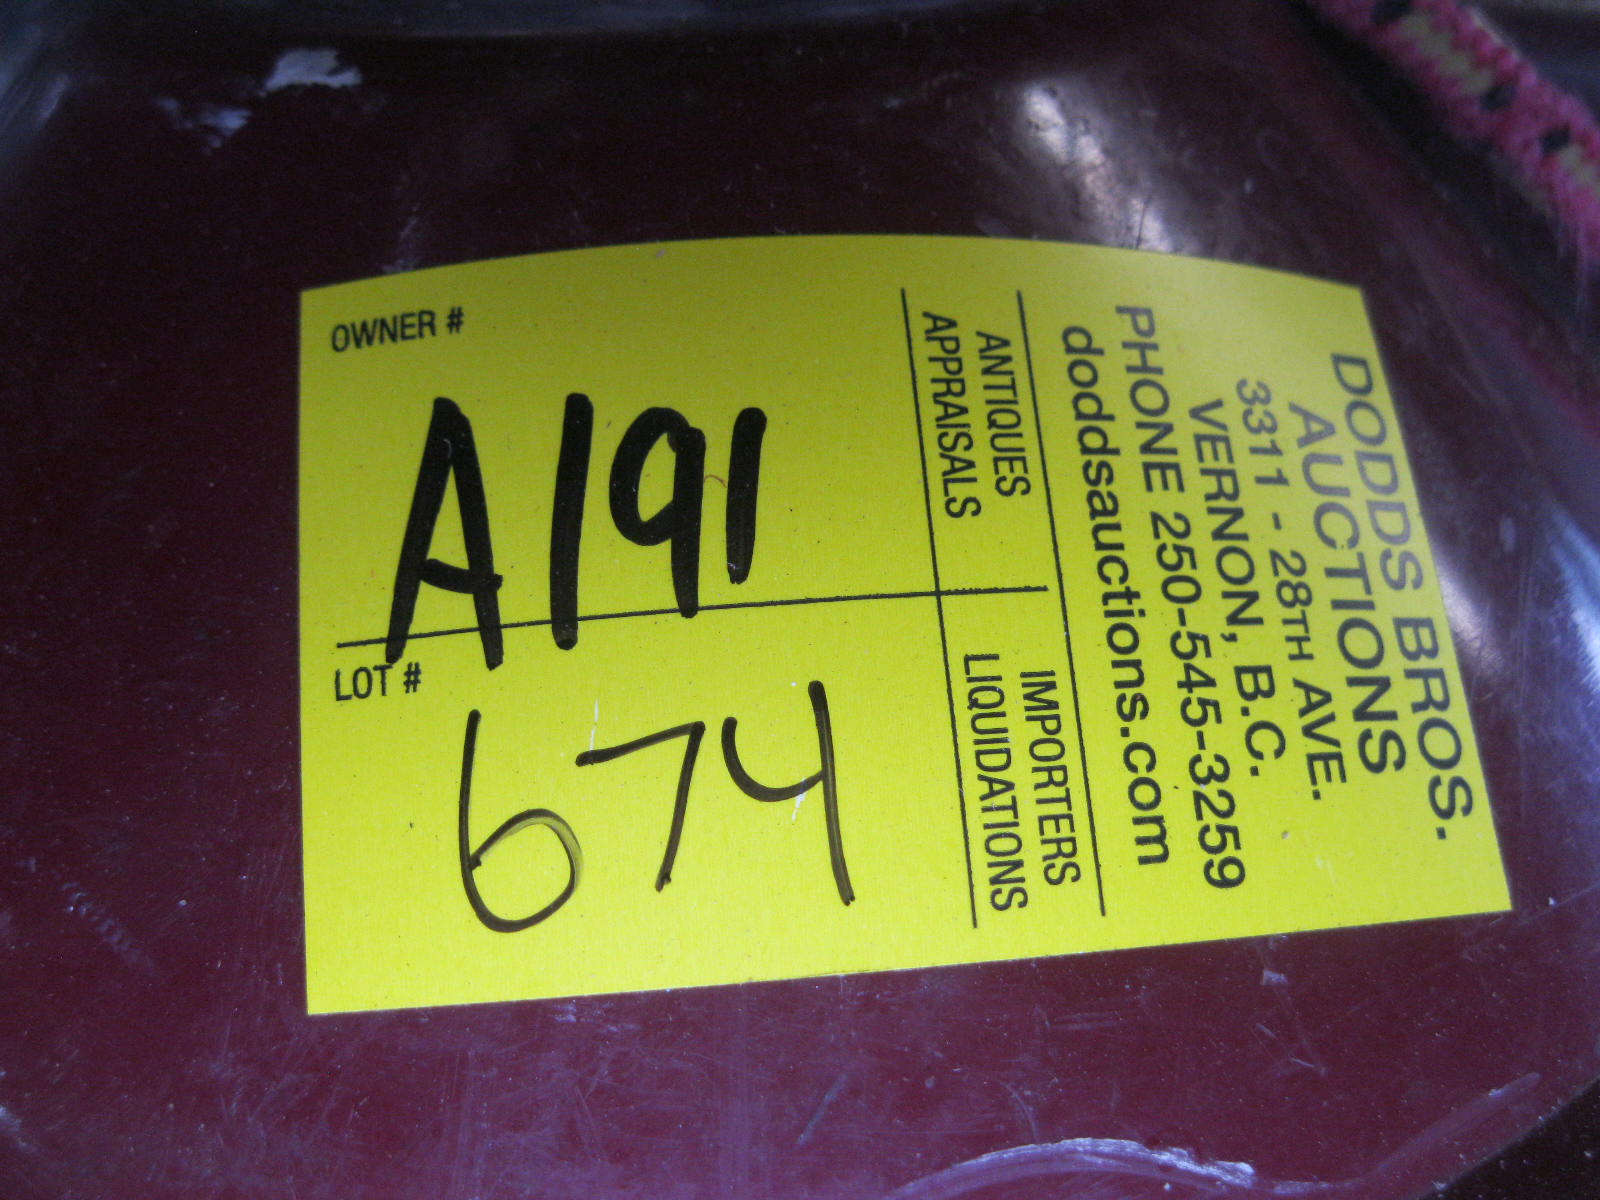 DODDS BROS.
AUCTIONS
3311 - 28TH AVE.
VERNON, B.C.
PHONE 250-545-3259
doddsauctions.com
ANTIQUES
APPRAISALS
IMPORTERS
LIQUIDATIONS
OWNER #
A191
LOT #
674